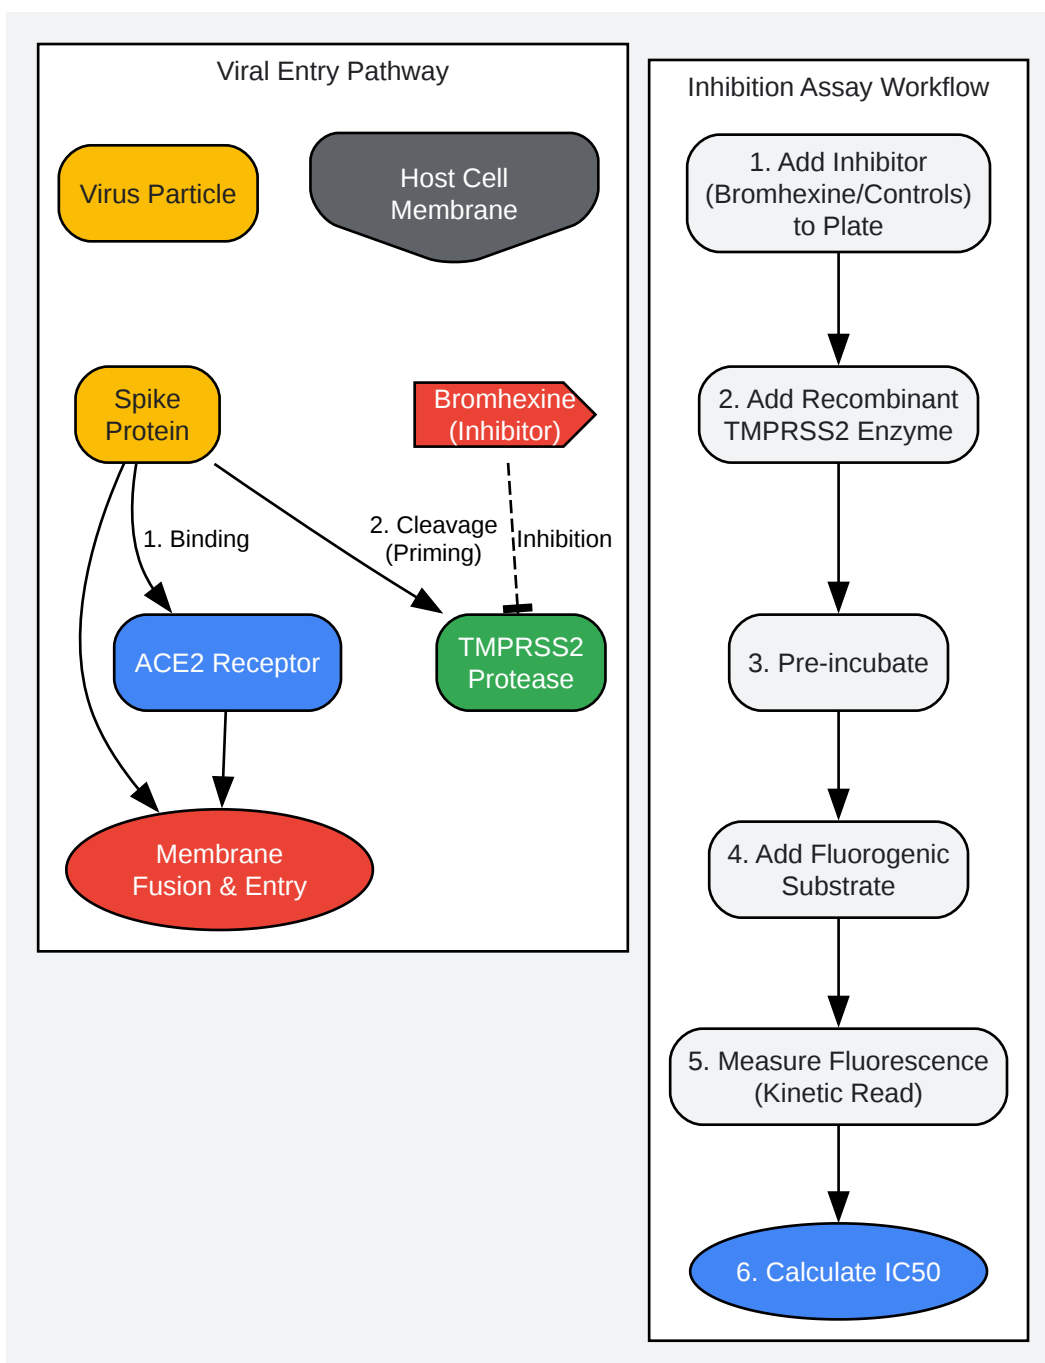 Viral Entry Pathway
Virus Particle
Host Cell
Membrane
Spike
Protein
Bromhexine
(Inhibitor)
1. Binding
2. Cleavage
(Priming)
Inhibition
ACE2 Receptor
TMPRSS2
Protease
Membrane
Fusion & Entry
Inhibition Assay Workflow
1. Add Inhibitor
(Bromhexine/Controls)
to Plate
2. Add Recombinant
TMPRSS2 Enzyme
3. Pre-incubate
4. Add Fluorogenic
Substrate
5. Measure Fluorescence
(Kinetic Read)
6. Calculate IC50